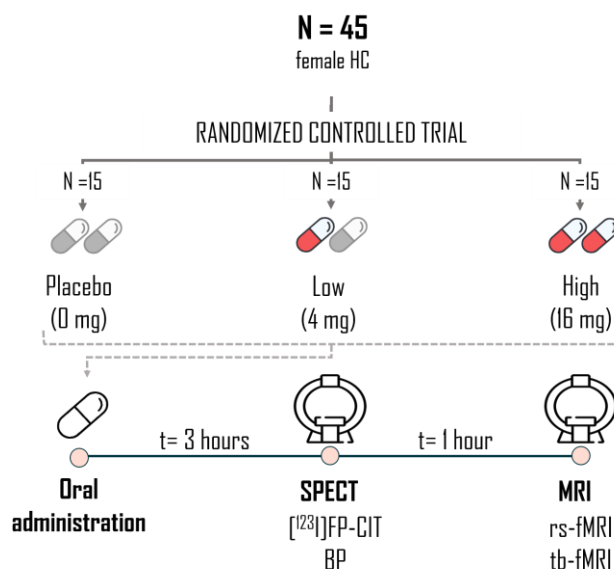 N = 45
female HC
RANDOMIZED CONTROLLED TRIAL
N =15 N =15 N =15
Placebo Low High
(0 mg) (4 mg) (16 mg)
t= 3 hours t= 1 hour
Oral SPECT MRI
administration [¹²³I]FP-CIT rs-fMRI
BP tb-fMRI